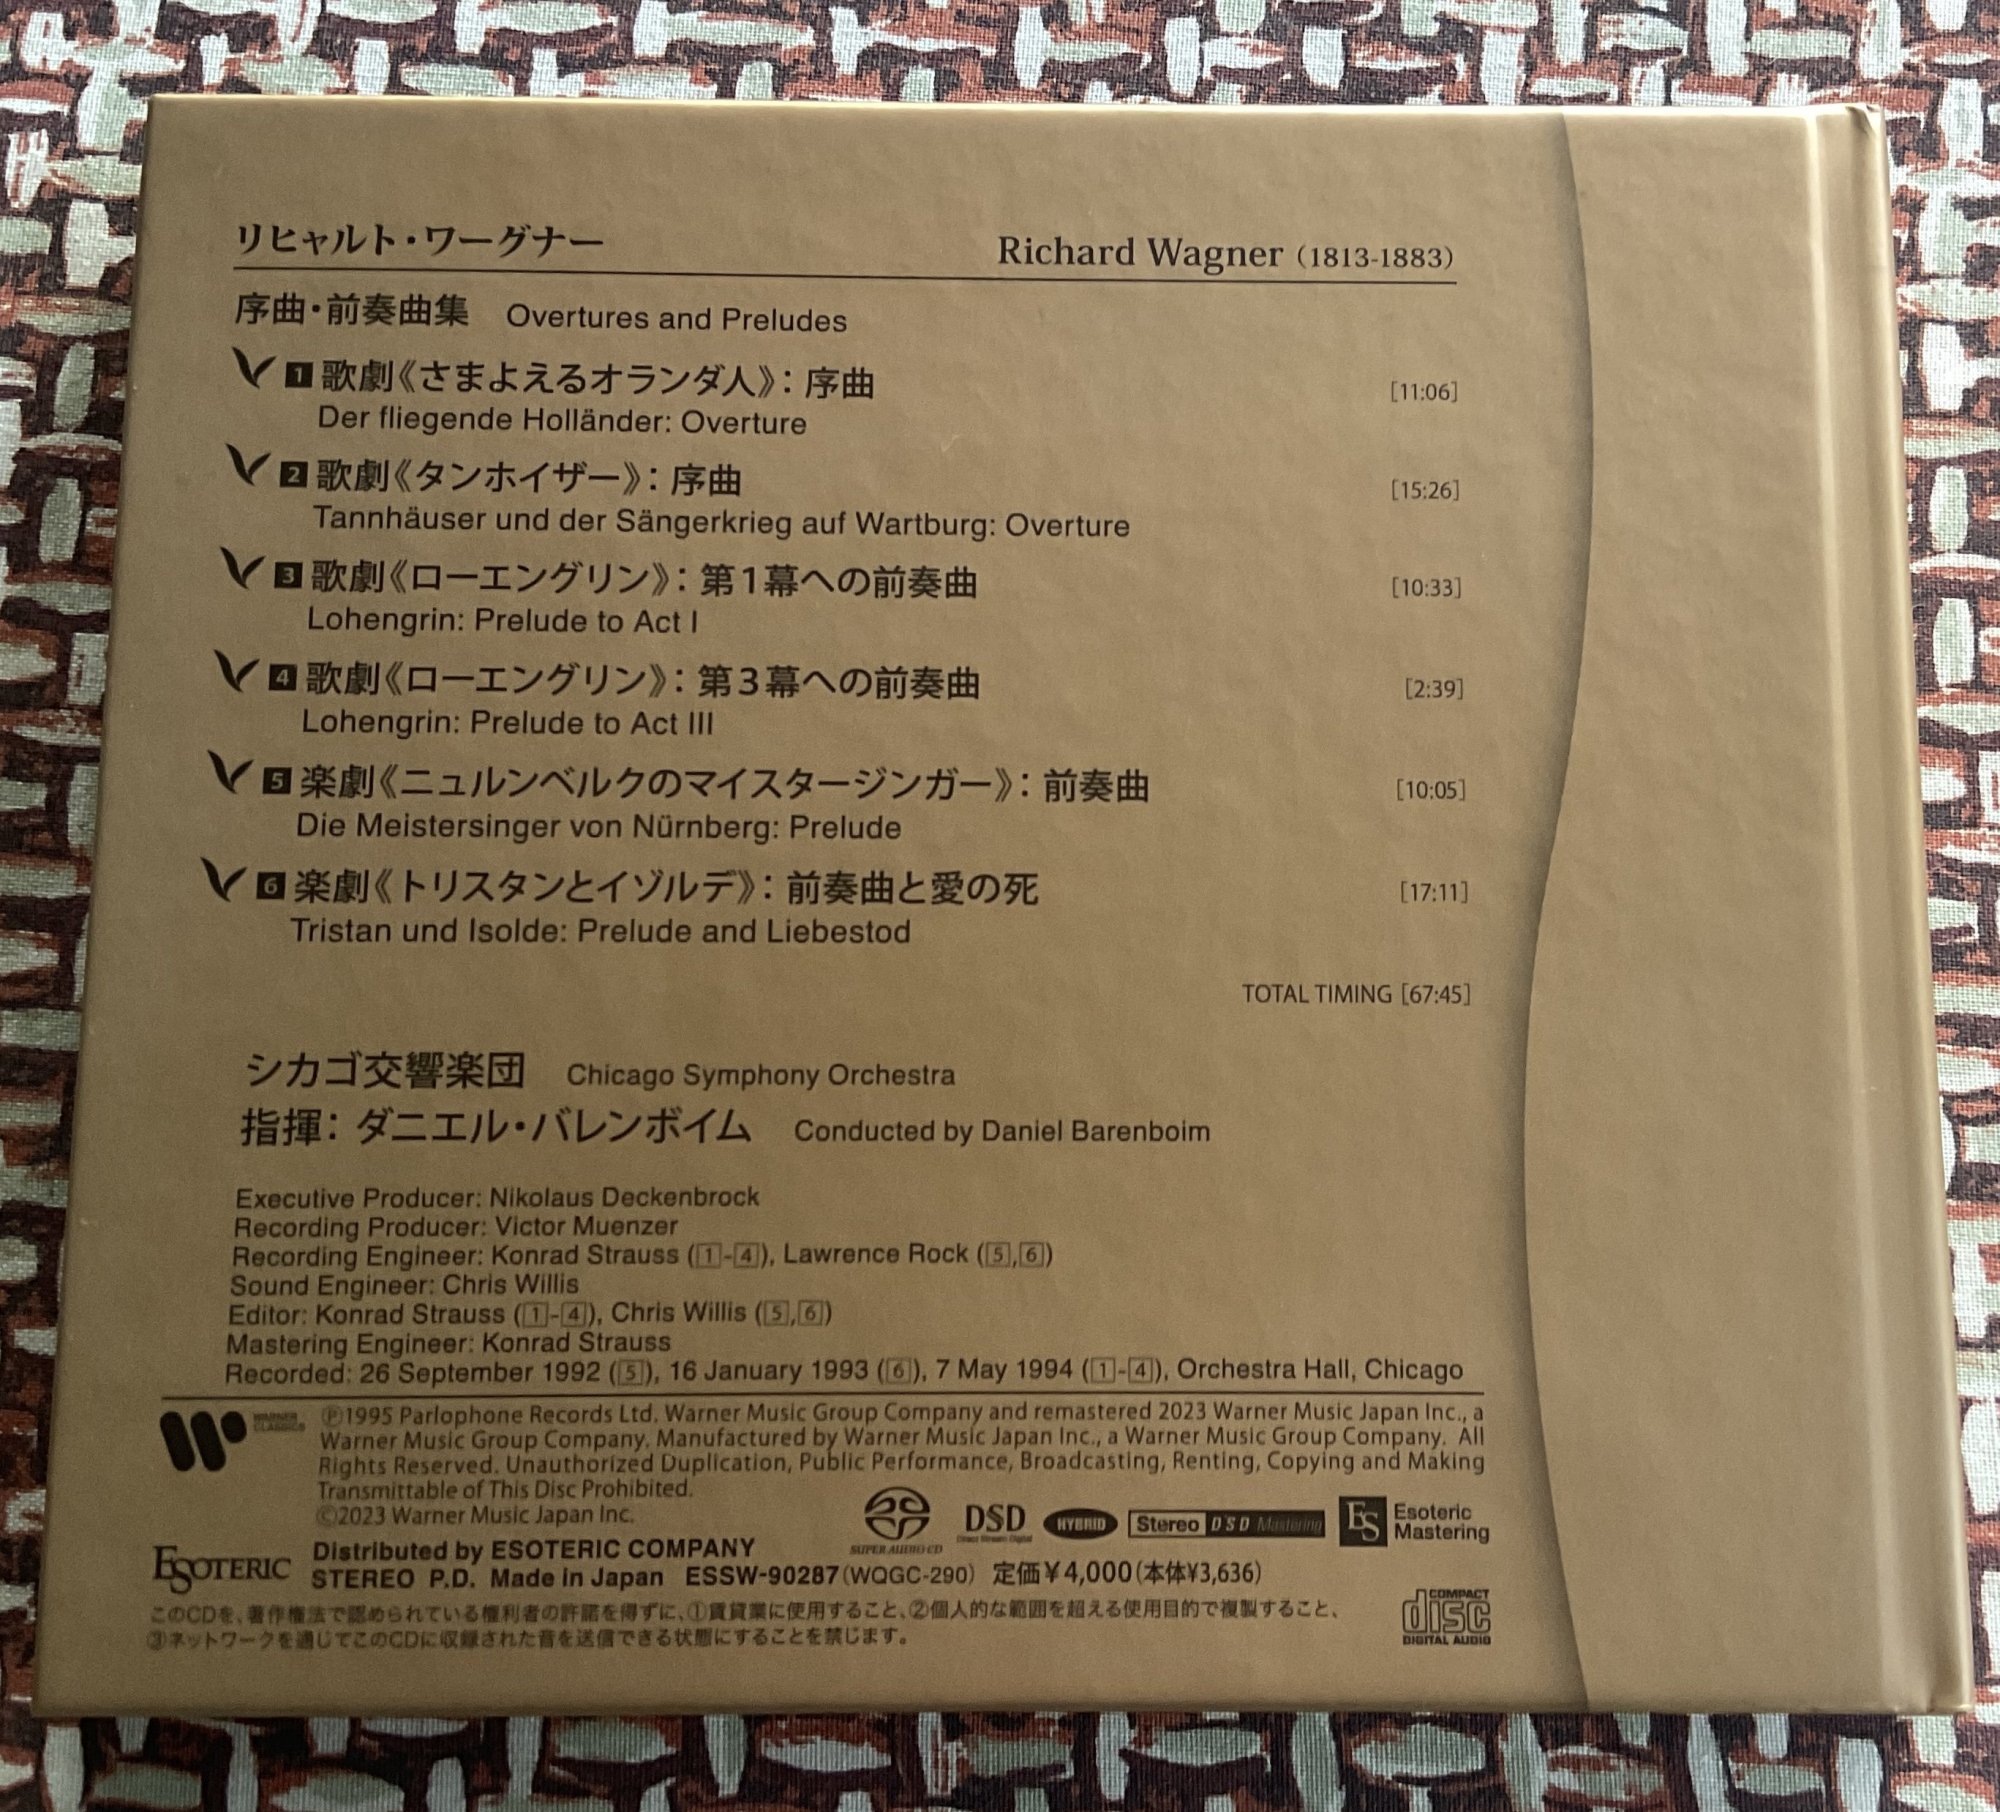 リヒャルト・ワーグナー Richard Wagner (1813-1883)
序曲・前奏曲集 Overtures and Preludes
1 歌劇《さまよえるオランダ人》：序曲 [11:06]
Der fliegende Holländer: Overture
2 歌劇《タンホイザー》：序曲 [15:26]
Tannhäuser und der Sängerkrieg auf Wartburg: Overture
3 歌劇《ローエングリン》：第1幕への前奏曲 [10:33]
Lohengrin: Prelude to Act I
4 歌劇《ローエングリン》：第3幕への前奏曲 [2:39]
Lohengrin: Prelude to Act III
5 楽劇《ニュルンベルクのマイスタージンガー》：前奏曲 [10:05]
Die Meistersinger von Nürnberg: Prelude
6 楽劇《トリスタンとイゾルデ》：前奏曲と愛の死 [17:11]
Tristan und Isolde: Prelude and Liebestod
TOTAL TIMING [67:45]
シカゴ交響楽団 Chicago Symphony Orchestra
指揮：ダニエル・バレンボイム Conducted by Daniel Barenboim
Executive Producer: Nikolaus Deckenbrock
Recording Producer: Victor Muenzer
Recording Engineer: Konrad Strauss (1-4), Lawrence Rock (5,6)
Sound Engineer: Chris Willis
Editor: Konrad Strauss (1-4), Chris Willis (5,6)
Mastering Engineer: Konrad Strauss
Recorded: 26 September 1992 (5), 16 January 1993 (6), 7 May 1994 (1-4), Orchestra Hall, Chicago
WARNER CLASSICS
℗1995 Parlophone Records Ltd. Warner Music Group Company and remastered 2023 Warner Music Japan Inc., a
Warner Music Group Company. Manufactured by Warner Music Japan Inc., a Warner Music Group Company. All
Rights Reserved. Unauthorized Duplication, Public Performance, Broadcasting, Renting, Copying and Making
Transmittable of This Disc Prohibited.
©2023 Warner Music Japan Inc.
SUPER AUDIO CD DSD Direct Stream Digital HYBRID Stereo DSD Mastering ES Esoteric Mastering
ESOTERIC
Distributed by ESOTERIC COMPANY
STEREO P.D. Made in Japan ESSW-90287(WQGC-290) 定価¥4,000(本体¥3,636)
このCDを、著作権法で認められている権利者の許諾を得ずに、①賃貸業に使用すること、②個人的な範囲を超える使用目的で複製すること、
③ネットワークを通じてこのCDに収録された音を送信できる状態にすることを禁じます。
COMPACT disc DIGITAL AUDIO